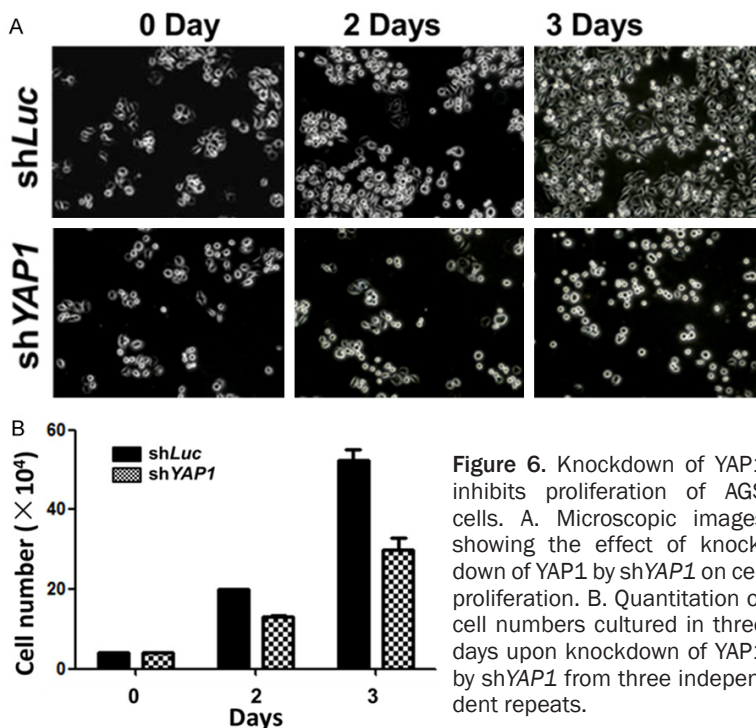 A
0 Day 2 Days 3 Days
shLuc
shYAP1
B
Cell number (×10⁴)
60
40
20
0
shLuc
shYAP1
0 2 3
Days
Figure 6. Knockdown of YAP1
inhibits proliferation of AGS
cells. A. Microscopic images
showing the effect of knock
down of YAP1 by shYAP1 on cel
proliferation. B. Quantitation o
cell numbers cultured in three
days upon knockdown of YAP1
by shYAP1 from three indepen
dent repeats.